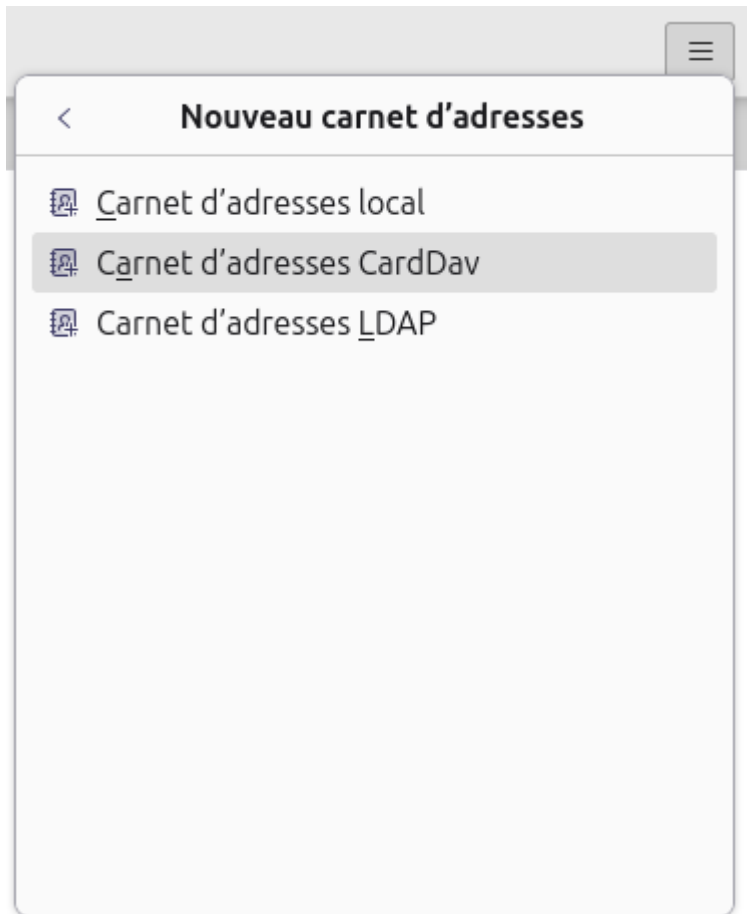 Nouveau carnet d’adresses
Carnet d’adresses local
Carnet d’adresses CardDav
Carnet d’adresses LDAP